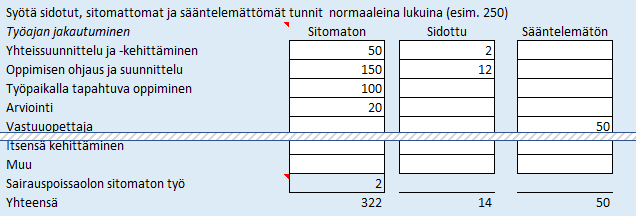 Syötä sidotut, sitomattomat ja sääntelemättömät tunnit normaaleina lukuina (esim. 250)
Työajan jakautuminen Sitomaton Sidottu Sääntelemätön
Yhteissuunnittelu ja -kehittäminen 50 2
Oppimisen ohjaus ja suunnittelu 150 12
Työpaikalla tapahtuva oppiminen 100
Arviointi 20
Vastuuopettaja 50
Itsensä kehittäminen
Muu
Sairauspoissaolon sitomaton työ 2
Yhteensä 322 14 50